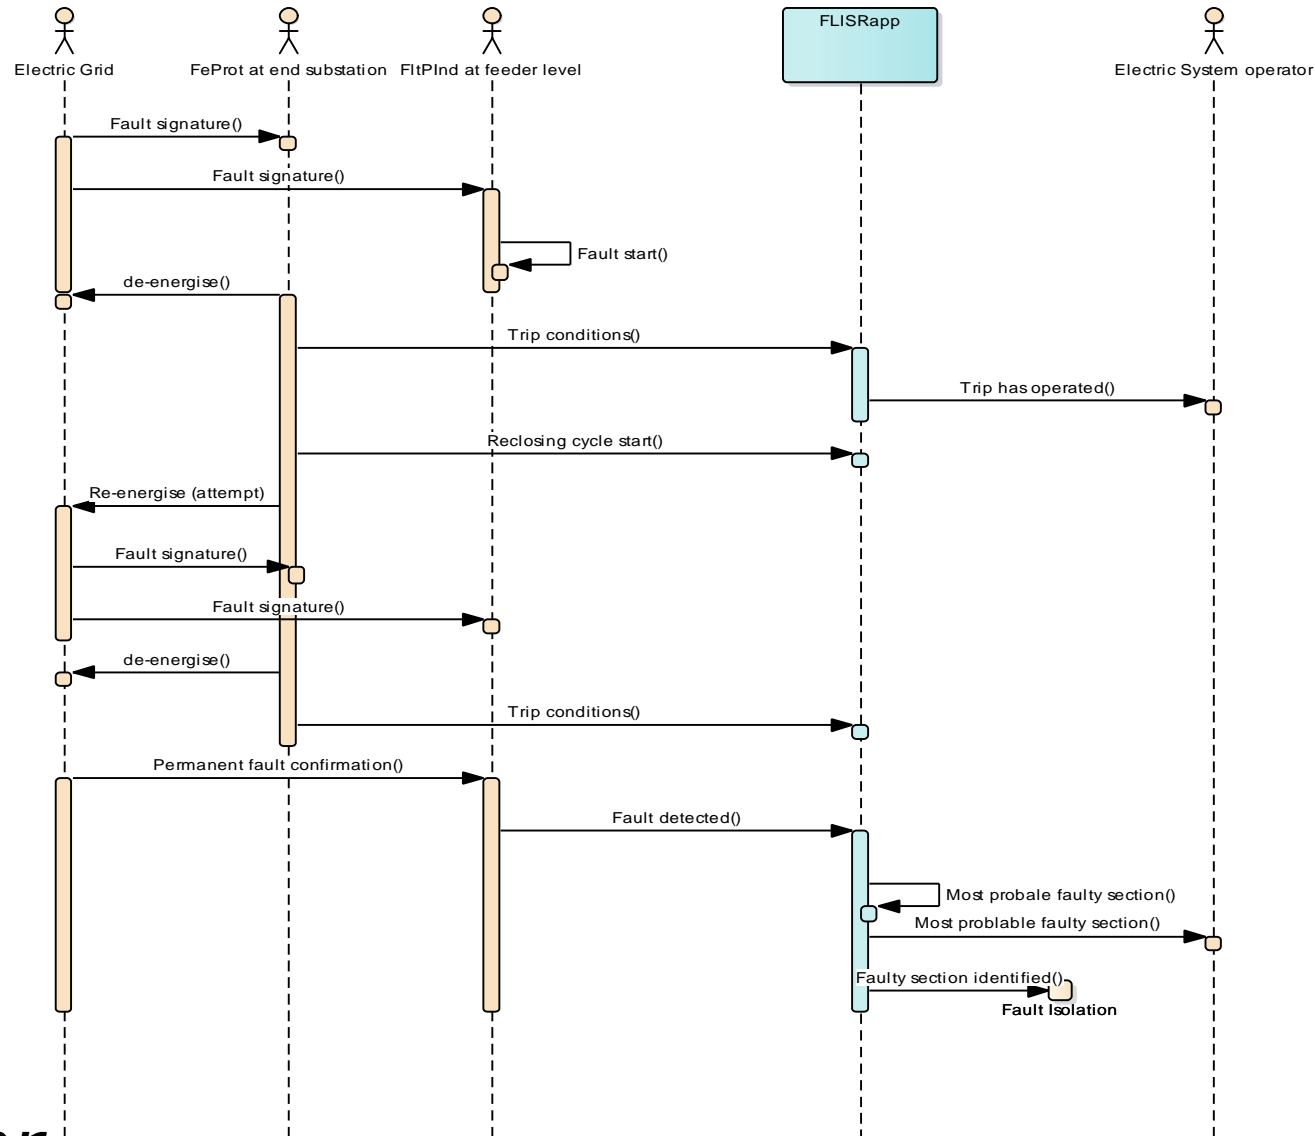 Electric Grid
FeProt at end substation
FltPInd at feeder level
FLISRapp
Electric System operator
Fault signature()
Fault signature()
Fault start()
de-energise()
Trip conditions()
Trip has operated()
Reclosing cycle start()
Re-energise (attempt)
Fault signature()
Fault signature()
de-energise()
Trip conditions()
Permanent fault confirmation()
Fault detected()
Most probale faulty section()
Most problable faulty section()
Faulty section identified()
Fault Isolation